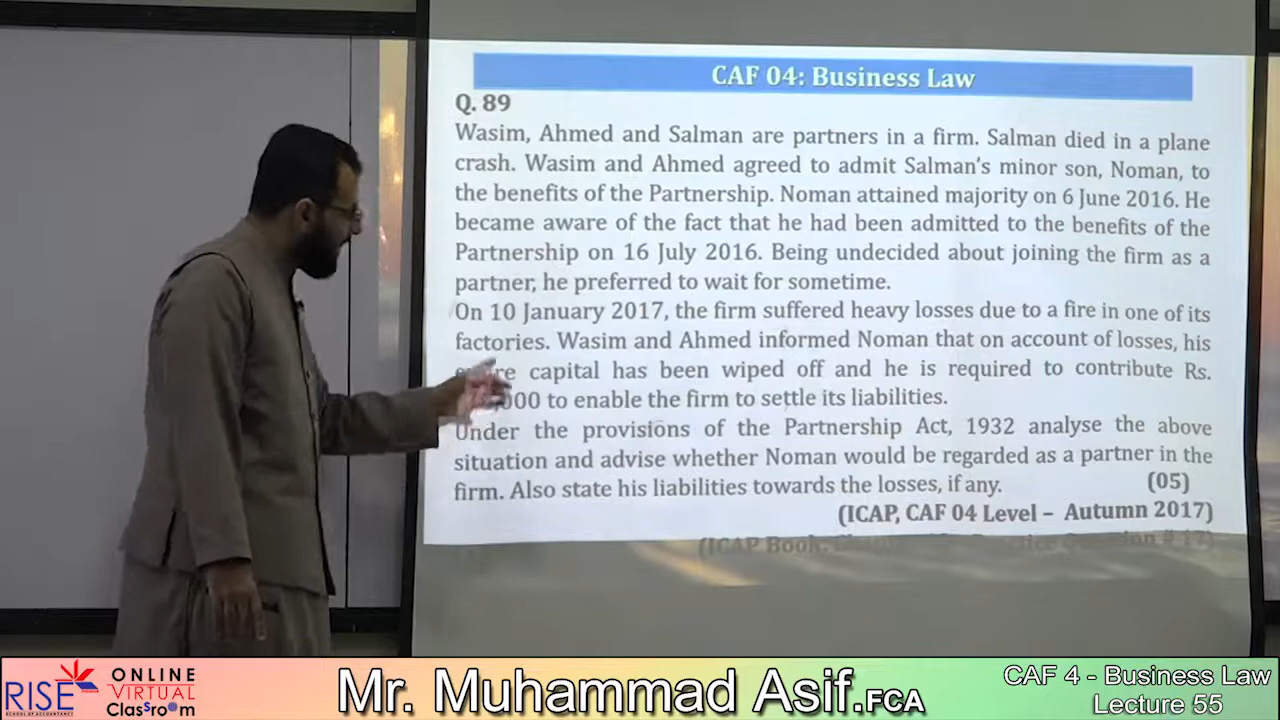 CAF 04: Business Law
Q. 89
Wasim, Ahmed and Salman are partners in a firm. Salman died in a plane
crash. Wasim and Ahmed agreed to admit Salman's minor son, Noman, to
the benefits of the Partnership. Noman attained majority on 6 June 2016. He
became aware of the fact that he had been admitted to the benefits of the
Partnership on 16 July 2016. Being undecided about joining the firm as a
partner, he preferred to wait for sometime.
On 10 January 2017, the firm suffered heavy losses due to a fire in one of its
factories. Wasim and Ahmed informed Noman that on account of losses, his
capital has been wiped off and he is required to contribute Rs.
000 to enable the firm to settle its liabilities.
Under the provisions of the Partnership Act, 1932 analyse the above
situation and advise whether Noman would be regarded as a partner in the
firm. Also state his liabilities towards the losses, if any. (05)
(ICAP, CAF 04 Level – Autumn 2017)
(ICAP Book,
RISE
SCHOOL OF ACCOUNTANCY
ONLINE
VIRTUAL
ClassroOm
Mr. Muhammad Asif.FCA
CAF 4 - Business Law
Lecture 55